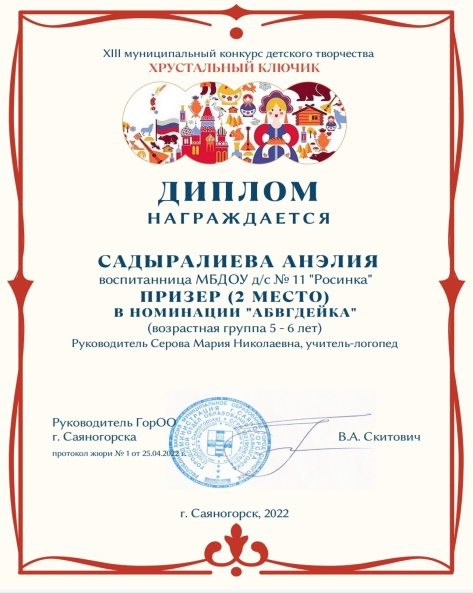 XIII муниципальный конкурс детского творчества
ХРУСТАЛЬНЫЙ КЛЮЧИК
ДИПЛОМ
НАГРАЖДАЕТСЯ
САДЫРАЛИЕВА АНЭЛИЯ
воспитанница МБДОУ д/с № 11 "Росинка"
ПРИЗЕР (2 МЕСТО)
В НОМИНАЦИИ "АБВГДЕЙКА"
(возрастная группа 5 - 6 лет)
Руководитель Серова Мария Николаевна, учитель-логопед
Руководитель ГорОО
г. Саяногорска
В.А. Скитович
протокол жюри № 1 от 25.04.2022 г.
г. Саяногорск, 2022